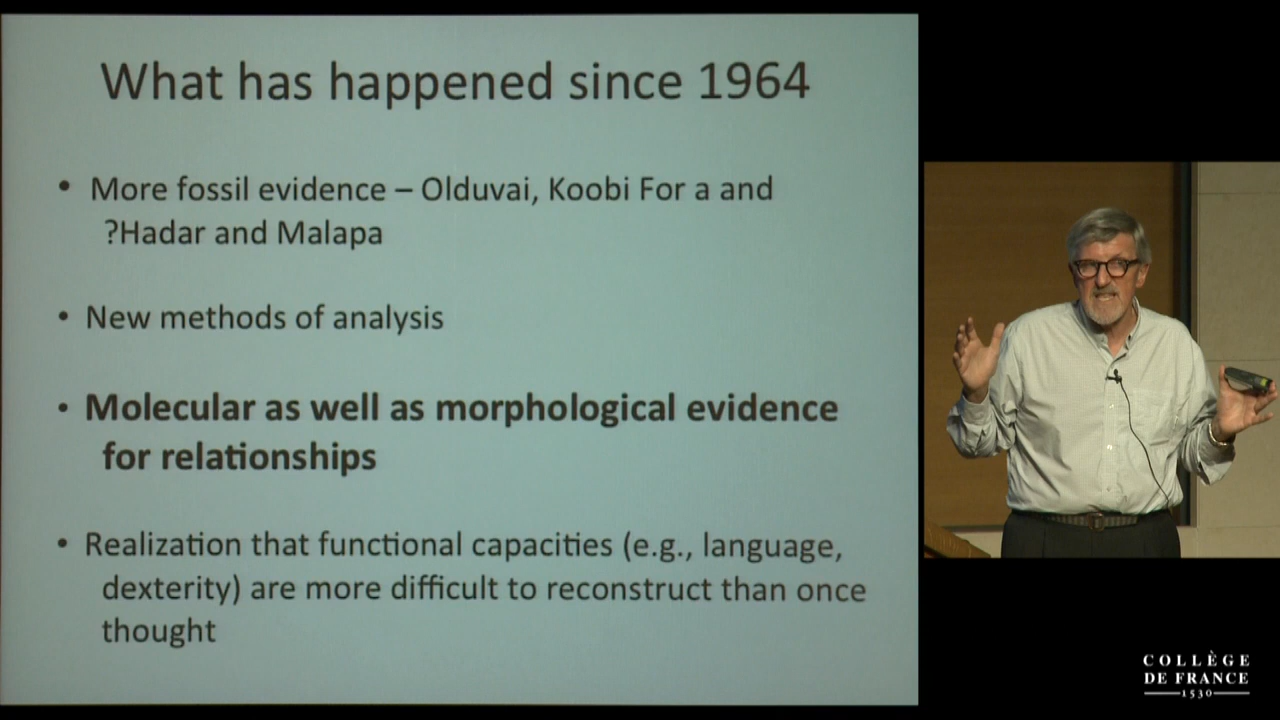 What has happened since 1964
• More fossil evidence – Olduvai, Koobi For a and
?Hadar and Malapa
• New methods of analysis
• Molecular as well as morphological evidence
for relationships
• Realization that functional capacities (e.g., language,
dexterity) are more difficult to reconstruct than once
thought
COLLÈGE
DE FRANCE
1530